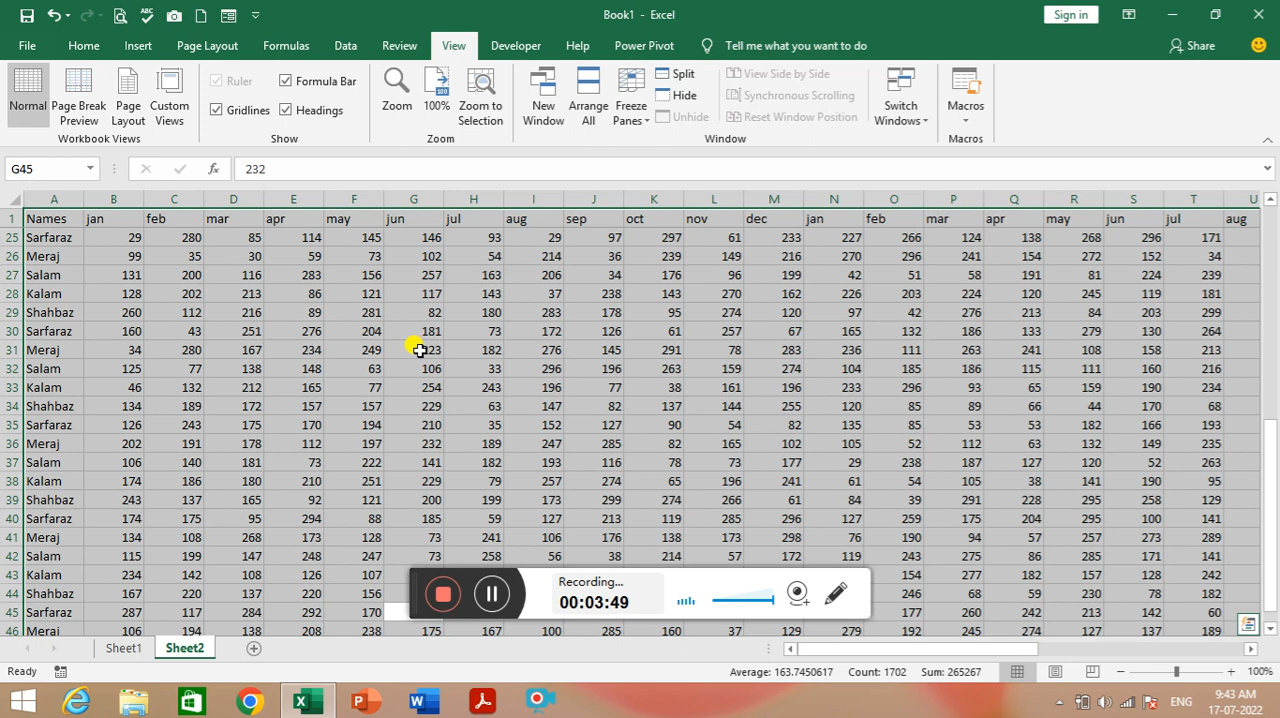 Book1 - Excel
Sign in
File Home Insert Page Layout Formulas Data Review View Developer Help Power Pivot Tell me what you want to do Share
Normal Page Break Preview Page Layout Custom Views
Workbook Views
Ruler Formula Bar
Gridlines Headings
Show
Zoom 100% Zoom to Selection
Zoom
New Window Arrange All Freeze Panes
Split
Hide
Unhide
View Side by Side
Synchronous Scrolling
Reset Window Position
Switch Windows
Window
Macros
Macros
G45 fx 232
A B C D E F G H I J K L M N O P Q R S T U
1 Names jan feb mar apr may jun jul aug sep oct nov dec jan feb mar apr may jun jul aug
25 Sarfaraz 29 280 85 114 145 146 93 29 97 297 61 233 227 266 124 138 268 296 171
26 Meraj 99 35 30 59 73 102 54 214 36 239 149 216 270 296 241 154 272 152 34
27 Salam 131 200 116 283 156 257 163 206 34 176 96 199 42 51 58 191 81 224 239
28 Kalam 128 202 213 86 121 117 143 37 238 143 270 162 226 203 224 120 245 119 181
29 Shahbaz 260 112 216 89 281 82 180 283 178 95 274 120 97 42 276 213 84 203 299
30 Sarfaraz 160 43 251 276 204 181 73 172 126 61 257 67 165 132 186 133 279 130 264
31 Meraj 34 280 167 234 249 23 182 276 145 291 78 283 236 111 263 241 108 158 213
32 Salam 125 77 138 148 63 106 33 296 196 263 159 274 104 185 186 115 111 160 216
33 Kalam 46 132 212 165 77 254 243 196 77 38 161 196 233 296 93 65 159 190 234
34 Shahbaz 134 189 172 157 157 229 63 147 82 137 144 255 120 85 89 66 44 170 68
35 Sarfaraz 126 243 175 170 194 210 35 152 127 90 54 82 135 85 53 53 182 166 193
36 Meraj 202 191 178 112 197 232 189 247 285 82 165 102 105 52 112 63 132 149 235
37 Salam 106 140 181 73 222 141 182 193 116 78 73 177 29 238 187 127 120 52 263
38 Kalam 174 186 180 210 251 229 79 257 274 65 196 241 61 54 105 38 141 190 95
39 Shahbaz 243 137 165 92 121 200 199 173 299 274 266 61 84 39 291 228 295 258 129
40 Sarfaraz 174 175 95 294 88 185 59 127 213 119 285 296 127 259 175 204 295 100 141
41 Meraj 134 108 268 173 128 73 241 106 176 138 173 298 190 94 57 257 273 289
42 Salam 115 199 147 248 247 73 258 56 38 214 57 172 119 243 275 86 285 171 141
43 Kalam 234 142 108 126 107 154 277 182 156 157 128 242
44 Shahbaz 167 220 137 220 156 246 68 59 230 78 182
45 Sarfaraz 287 117 284 292 170 177 260 242 213 142 60
46 Meraj 106 194 138 208 238 175 167 100 285 160 37 129 279 192 245 274 127 137 189
Recording...
00:03:49
Sheet1 Sheet2
Ready Average: 163.7450617 Count: 1702 Sum: 265267 100%
ENG 9:43 AM
17-07-2022